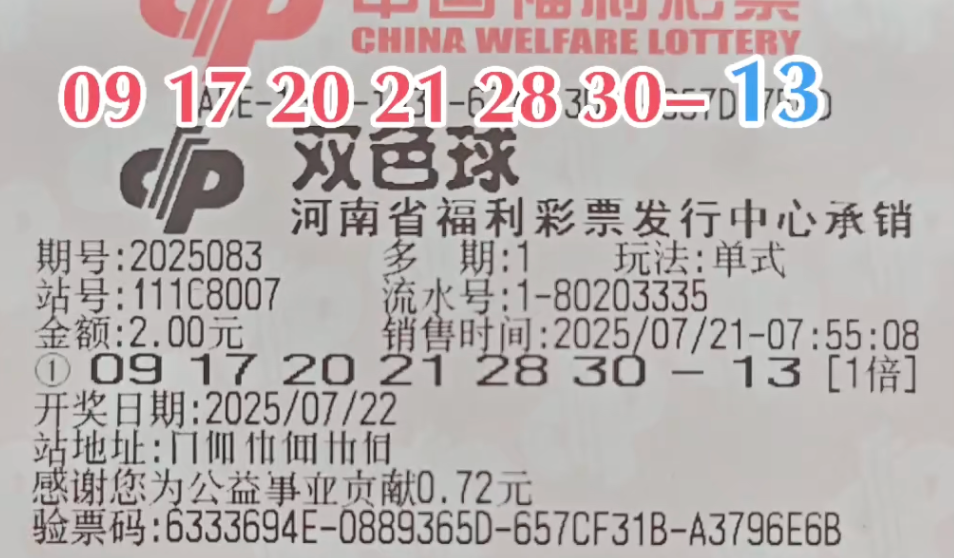 中国福利彩票
CHINA WELFARE LOTTERY
09 17 20 21 28 30–13
双色球
河南省福利彩票发行中心承销
期号:2025083 多 期:1 玩法:单式
站号:111C8007 流水号:1-80203335
金额:2.00元 销售时间:2025/07/21-07:55:08
① 09 17 20 21 28 30 – 13 [1倍]
开奖日期:2025/07/22
站地址:
感谢您为公益事业贡献0.72元
验票码:6333694E-0889365D-657CF31B-A3796E6B